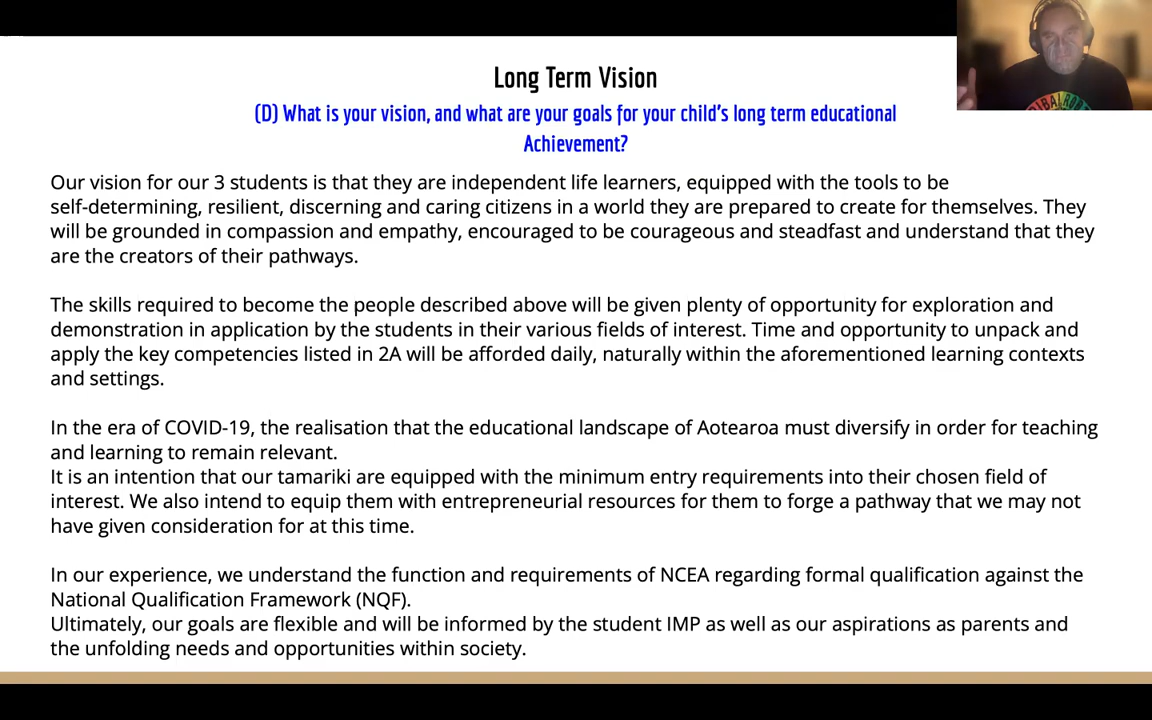 Long Term Vision
(D) What is your vision, and what are your goals for your child's long term educational
Achievement?
Our vision for our 3 students is that they are independent life learners, equipped with the tools to be
self-determining, resilient, discerning and caring citizens in a world they are prepared to create for themselves. They
will be grounded in compassion and empathy, encouraged to be courageous and steadfast and understand that they
are the creators of their pathways.
The skills required to become the people described above will be given plenty of opportunity for exploration and
demonstration in application by the students in their various fields of interest. Time and opportunity to unpack and
apply the key competencies listed in 2A will be afforded daily, naturally within the aforementioned learning contexts
and settings.
In the era of COVID-19, the realisation that the educational landscape of Aotearoa must diversify in order for teaching
and learning to remain relevant.
It is an intention that our tamariki are equipped with the minimum entry requirements into their chosen field of
interest. We also intend to equip them with entrepreneurial resources for them to forge a pathway that we may not
have given consideration for at this time.
In our experience, we understand the function and requirements of NCEA regarding formal qualification against the
National Qualification Framework (NQF).
Ultimately, our goals are flexible and will be informed by the student IMP as well as our aspirations as parents and
the unfolding needs and opportunities within society.